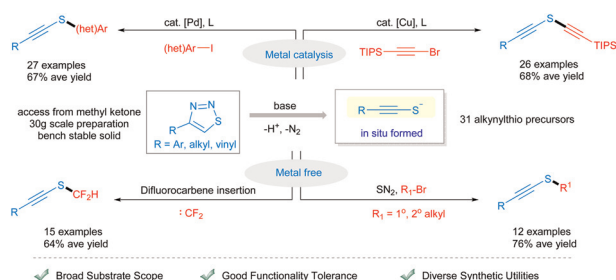 R S (het)Ar
cat. [Pd], L
(het)Ar I
27 examples
67% ave yield
Metal catalysis
cat. [Cu], L
TIPS Br
R S TIPS
26 examples
68% ave yield
access from methyl ketone
30g scale preparation
bench stable solid
N N S R
R = Ar, alkyl, vinyl
base
-H+, -N2
R S-
in situ formed
31 alkynylthio precursors
Metal free
R S CF2H
Difluorocarbene insertion
: CF2
15 examples
64% ave yield
SN2, R1-Br
R1 = 1°, 2° alkyl
R S R1
12 examples
76% ave yield
Broad Substrate Scope
Good Functionality Tolerance
Diverse Synthetic Utilities